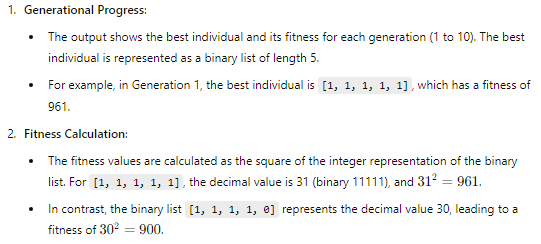 1. Generational Progress:
• The output shows the best individual and its fitness for each generation (1 to 10). The best
individual is represented as a binary list of length 5.
• For example, in Generation 1, the best individual is [1, 1, 1, 1, 1] , which has a fitness of
961.
2. Fitness Calculation:
• The fitness values are calculated as the square of the integer representation of the binary
list. For [1, 1, 1, 1, 1] , the decimal value is 31 (binary 11111), and 31² = 961.
• In contrast, the binary list [1, 1, 1, 1, 0] represents the decimal value 30, leading to a
fitness of 30² = 900.